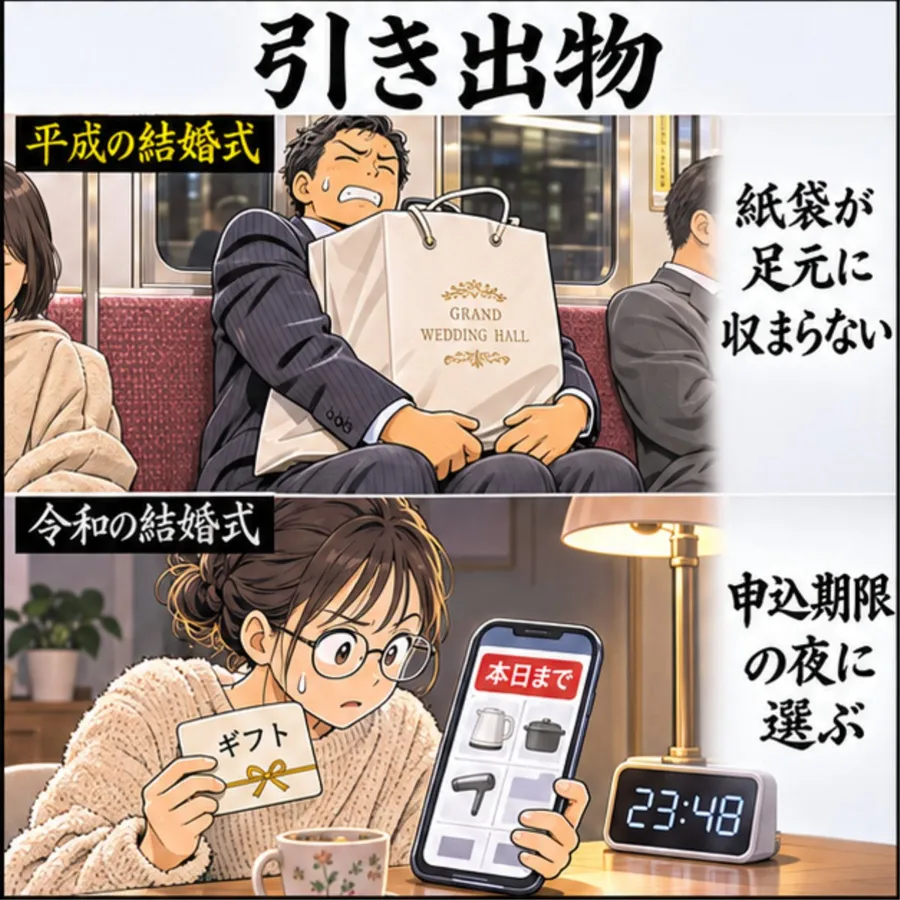 引き出物
平成の結婚式
紙袋が
足元に
収まらない
GRAND
WEDDING HALL
令和の結婚式
申込期限
の夜に
選ぶ
本日まで
ギフト
23:48